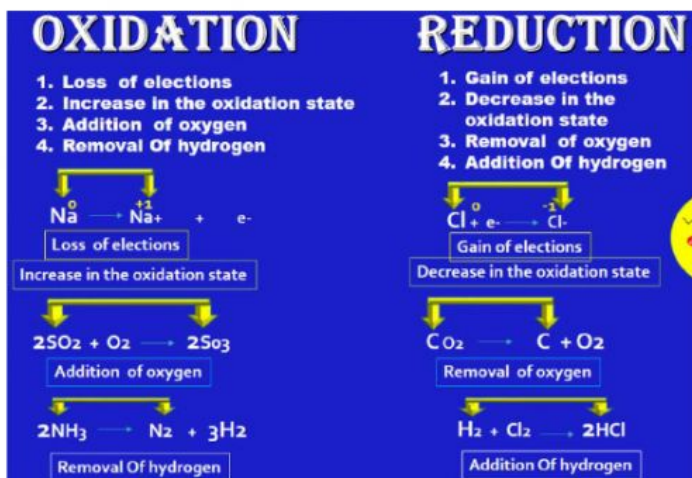 OXIDATION
1. Loss of elections
2. Increase in the oxidation state
3. Addition of oxygen
4. Removal Of hydrogen
0 +1
Na → Na+ + e-
Loss of elections
Increase in the oxidation state
2SO2 + O2 → 2So3
Addition of oxygen
2NH3 → N2 + 3H2
Removal Of hydrogen
REDUCTION
1. Gain of elections
2. Decrease in the
oxidation state
3. Removal of oxygen
4. Addition Of hydrogen
0 -1
Cl + e- → Cl-
Gain of elections
Decrease in the oxidation state
CO2 → C + O2
Removal of oxygen
H2 + Cl2 → 2HCl
Addition Of hydrogen